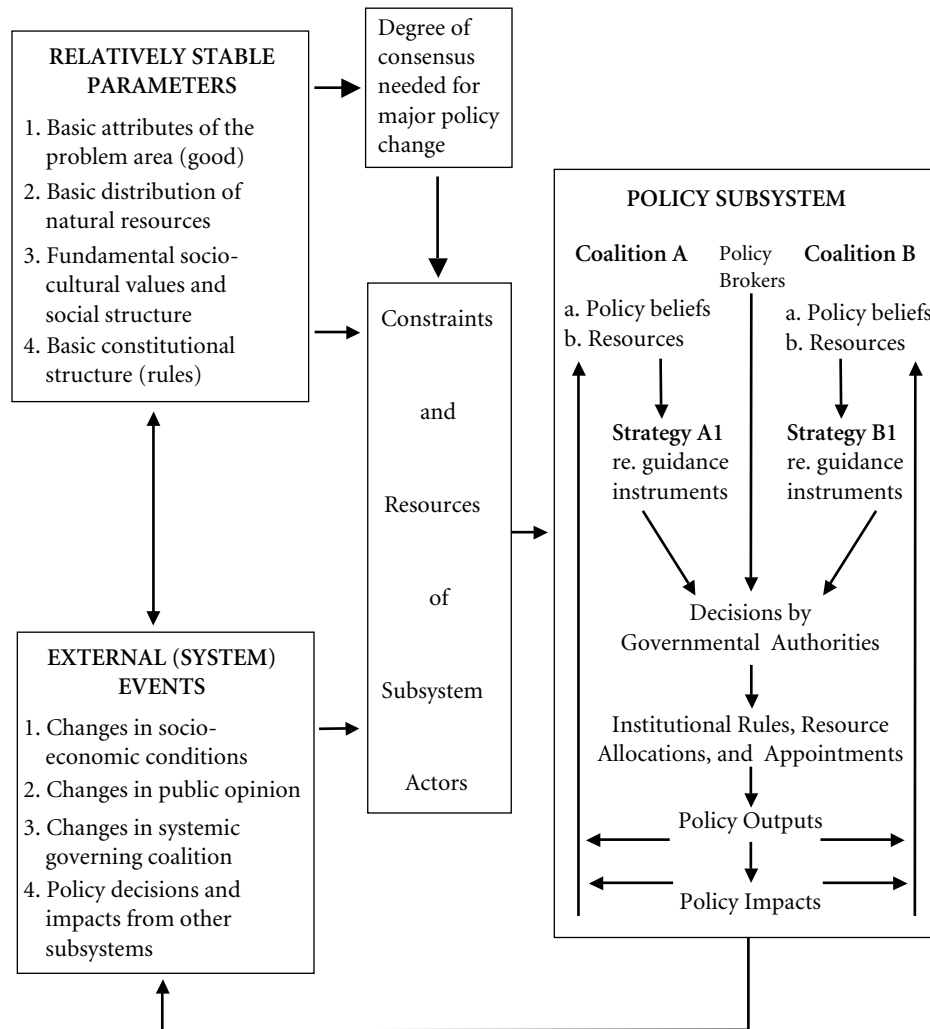 RELATIVELY STABLE
PARAMETERS
1. Basic attributes of the
problem area (good)
2. Basic distribution of
natural resources
3. Fundamental socio-
cultural values and
social structure
4. Basic constitutional
structure (rules)
Degree of
consensus
needed for
major policy
change
EXTERNAL (SYSTEM)
EVENTS
1. Changes in socio-
economic conditions
2. Changes in public opinion
3. Changes in systemic
governing coalition
4. Policy decisions and
impacts from other
subsystems
Constraints
and
Resources
of
Subsystem
Actors
POLICY SUBSYSTEM
Coalition A
a. Policy beliefs
b. Resources
Strategy A1
re. guidance
instruments
Policy
Brokers
Coalition B
a. Policy beliefs
b. Resources
Strategy B1
re. guidance
instruments
Decisions by
Governmental Authorities
Institutional Rules, Resource
Allocations, and Appointments
Policy Outputs
Policy Impacts